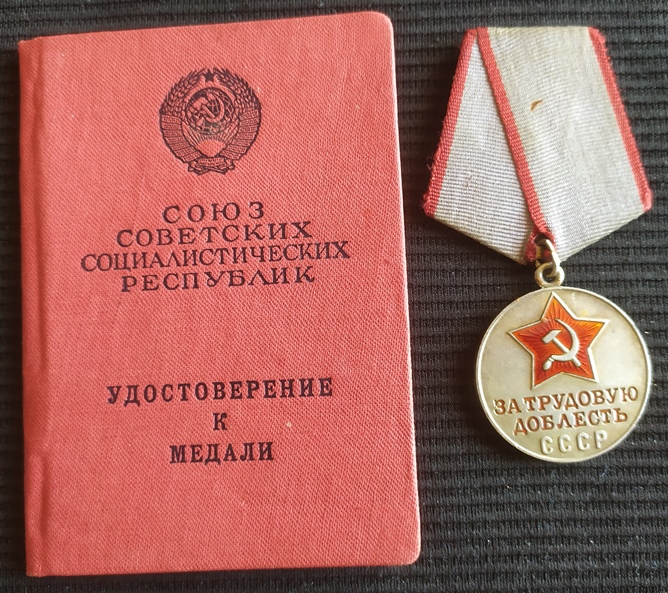 СОЮЗ
СОВЕТСКИХ
СОЦИАЛИСТИЧЕСКИХ
РЕСПУБЛИК
УДОСТОВЕРЕНИЕ
К
МЕДАЛИ
ЗА ТРУДОВУЮ
ДОБЛЕСТЬ
СССР